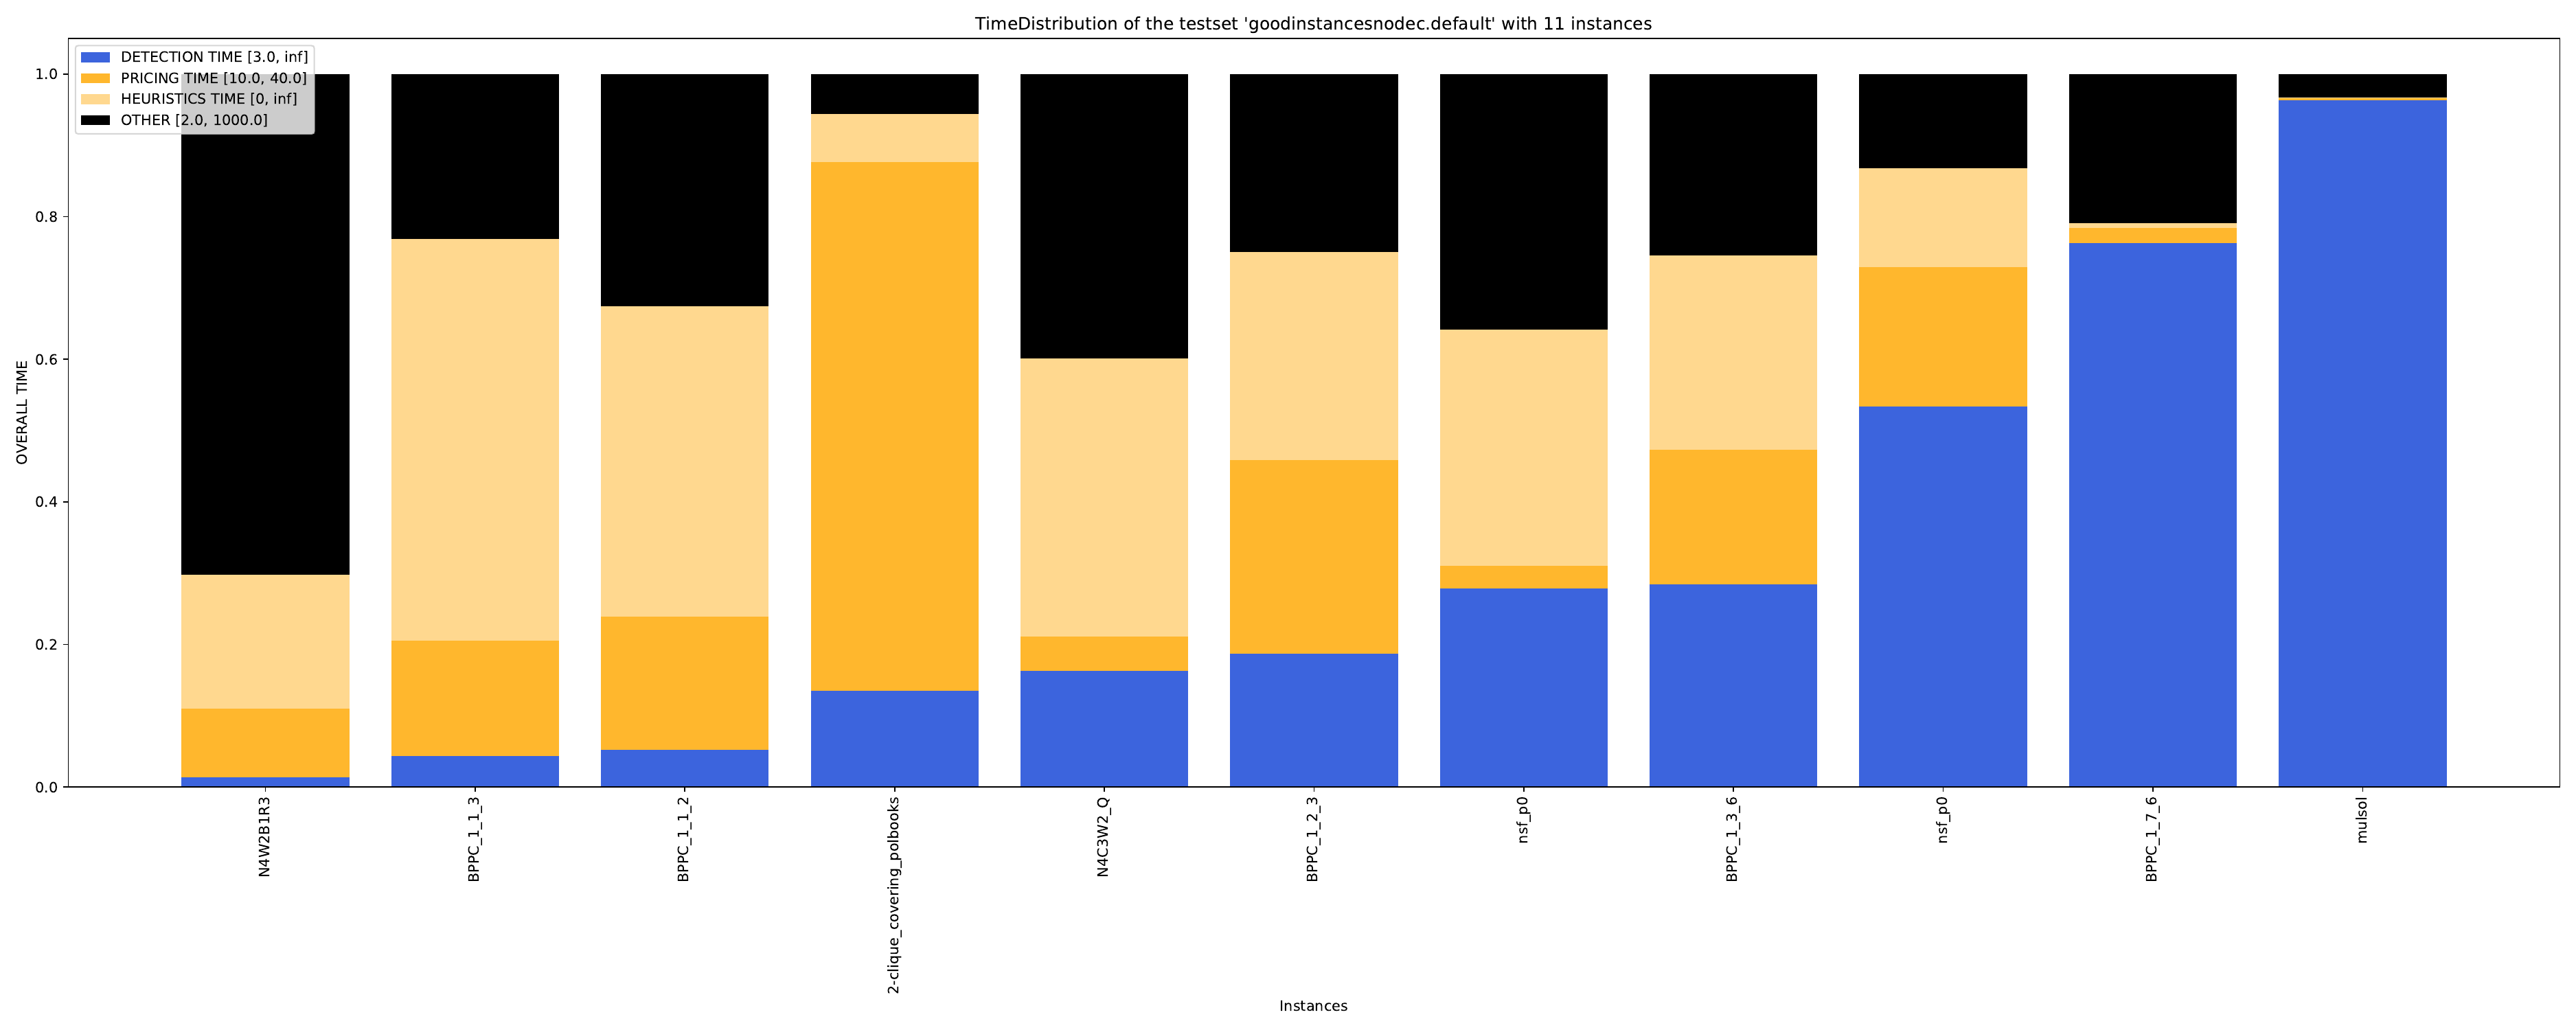 TimeDistribution of the testset 'goodinstancesnodec.default' with 11 instances
DETECTION TIME [3.0, inf]
PRICING TIME [10.0, 40.0]
HEURISTICS TIME [0, inf]
OTHER [2.0, 1000.0]
OVERALL TIME
1.0
0.8
0.6
0.4
0.2
0.0
N4W2B1R3
BPPC_1_1_3
BPPC_1_1_2
2-clique_covering_polbooks
N4C3W2_Q
BPPC_1_2_3
nsf_p0
BPPC_1_3_6
nsf_p0
BPPC_1_7_6
mulsol
Instances